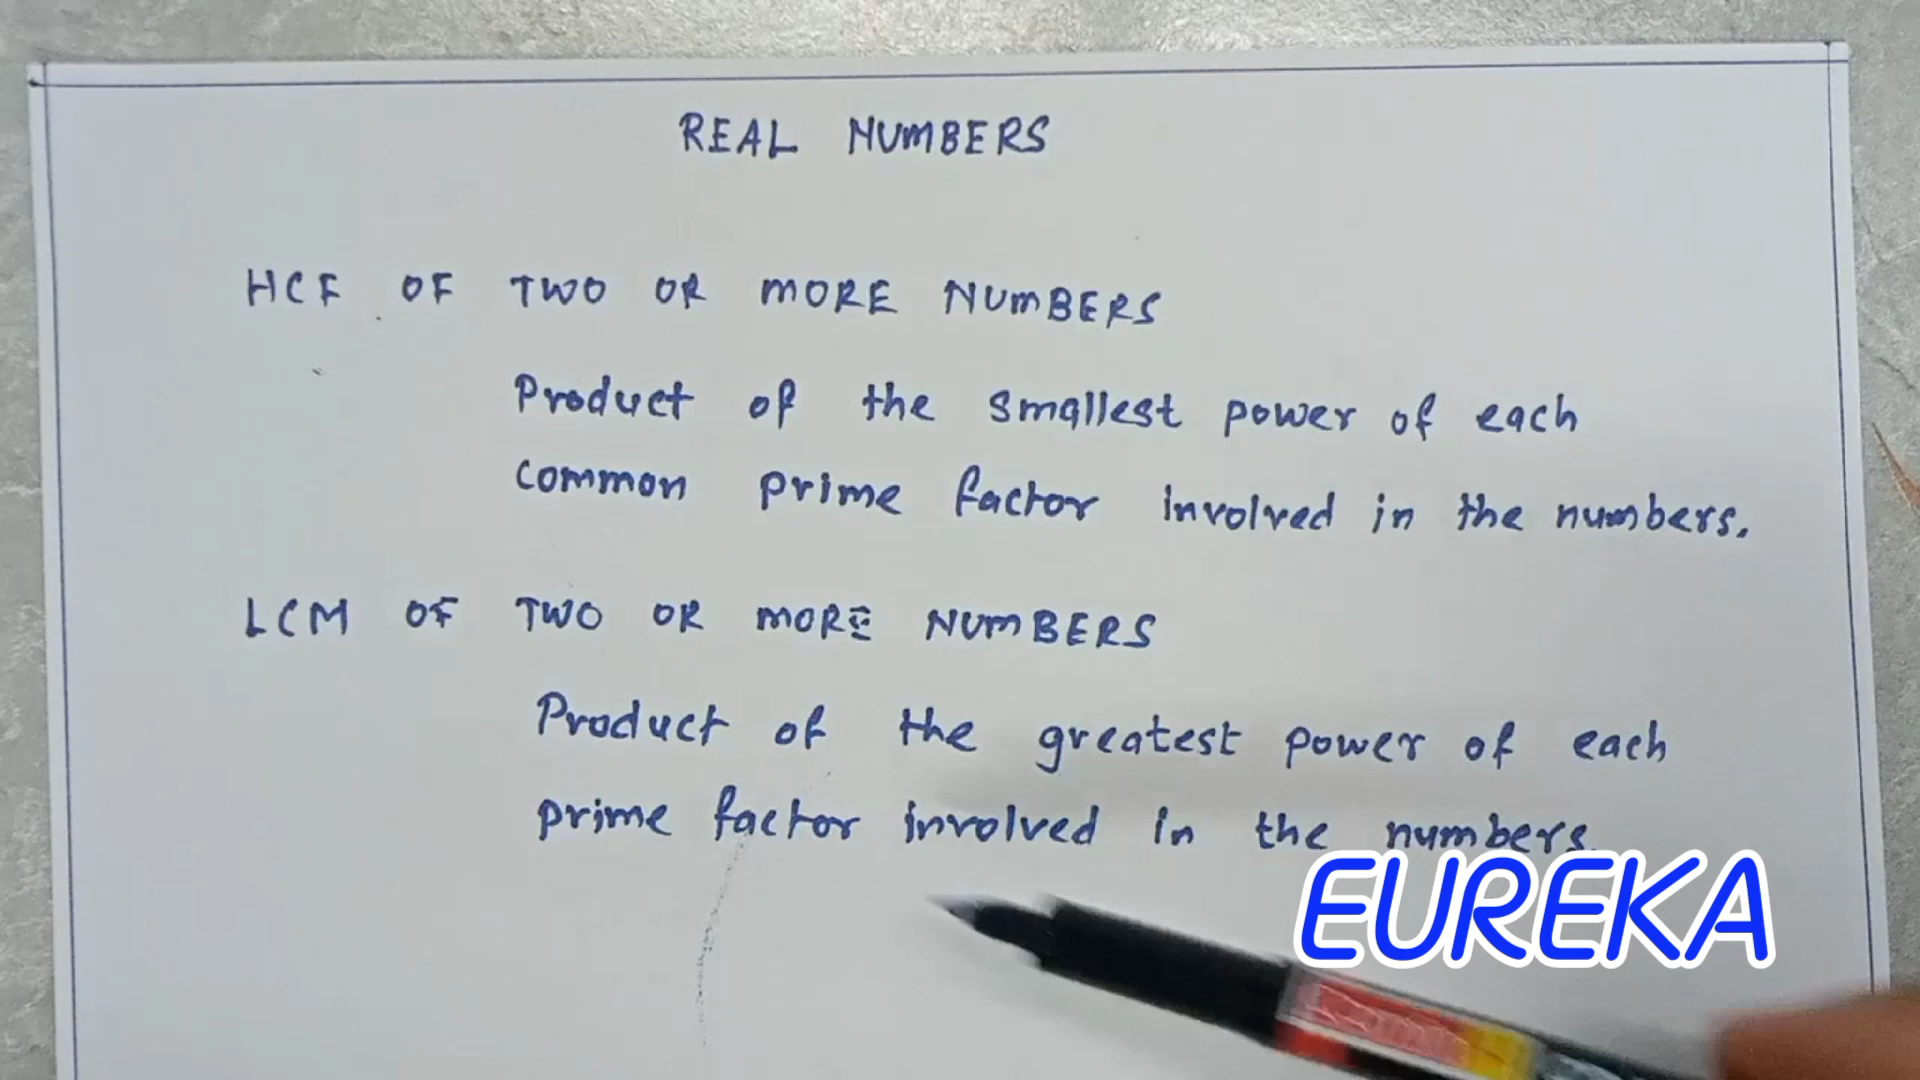 REAL NUMBERS
HCF OF TWO OR MORE NUMBERS
Product of the smallest power of each
common prime factor involved in the numbers.
LCM OF TWO OR MORE NUMBERS
Product of the greatest power of each
prime factor involved in the numbers.
EUREKA